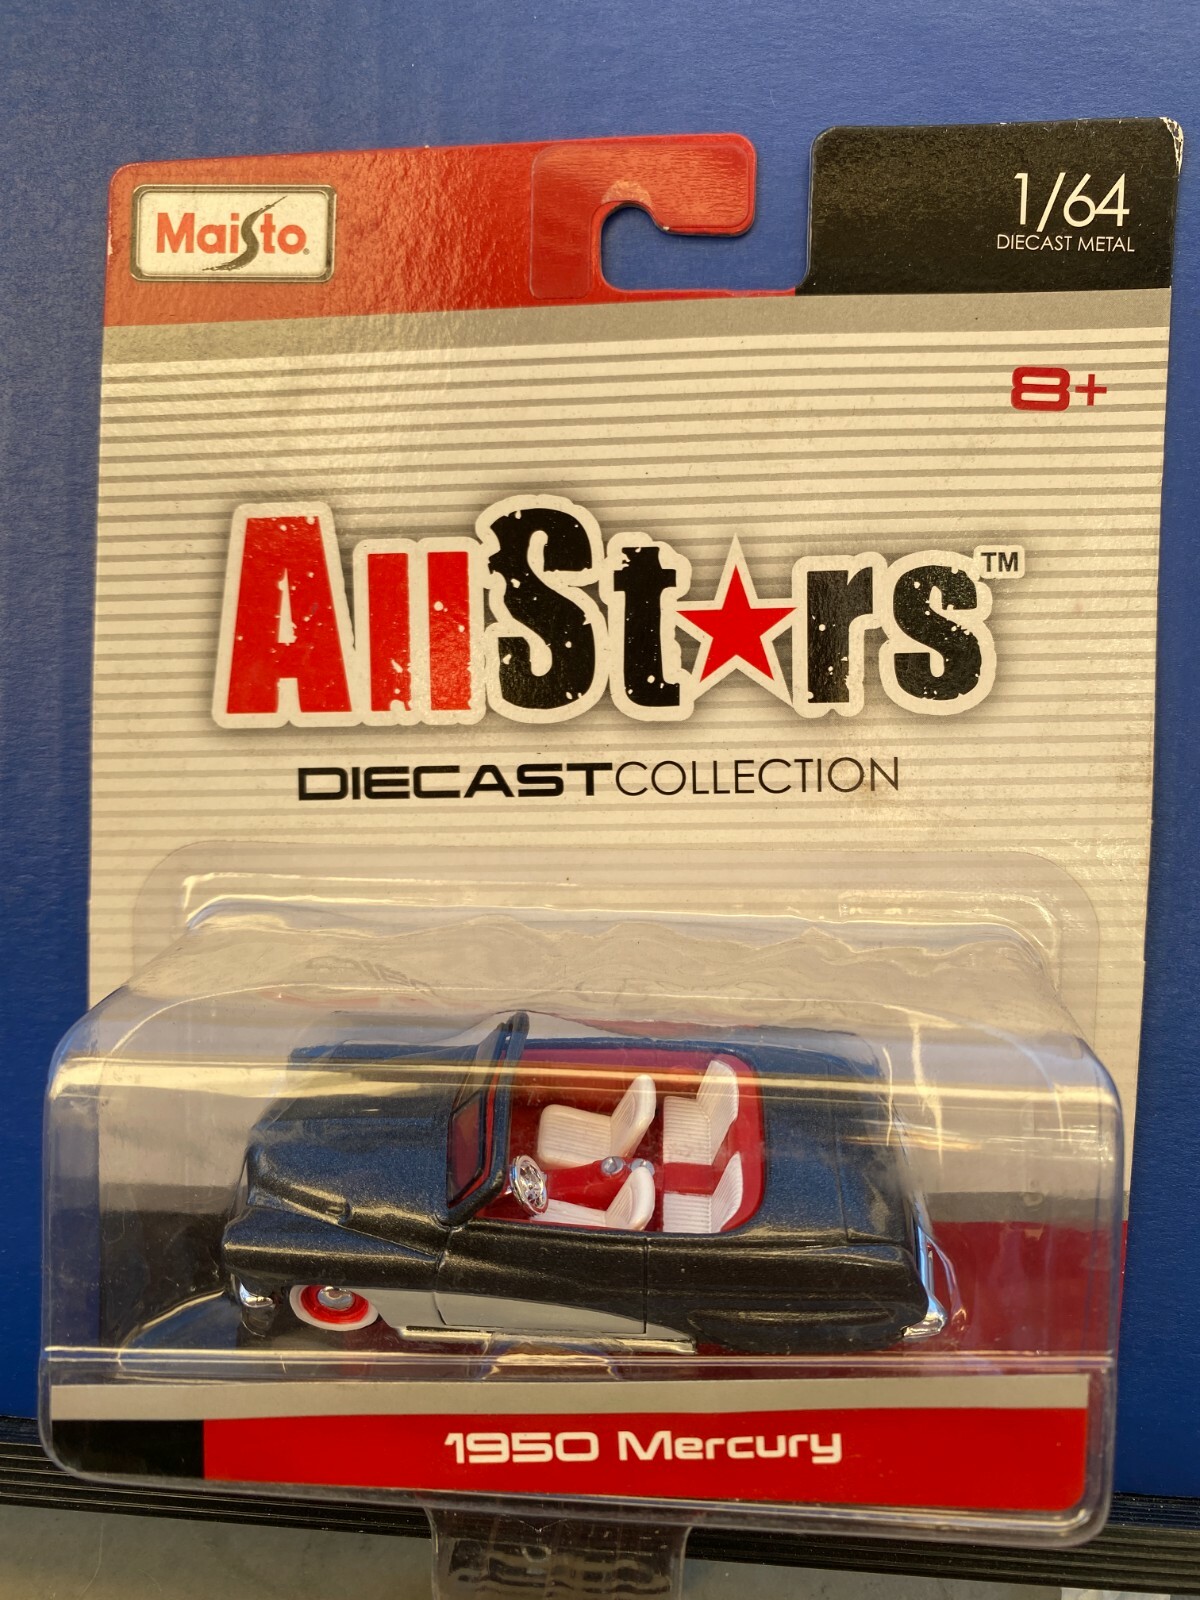 Maisto
1/64
DIECAST METAL
8+
AllStars™
DIECASTCOLLECTION
1950 Mercury